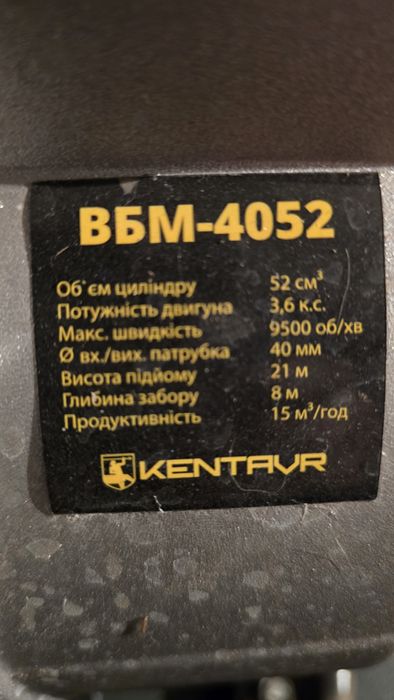 ВБМ-4052
Об`єм циліндру 52 см³
Потужність двигуна 3,6 к.с.
Макс. швидкість 9500 об/хв
Ø вх./вих. патрубка 40 мм
Висота підйому 21 м
Глибина забору 8 м
Продуктивність 15 м³/год
KENTAVR